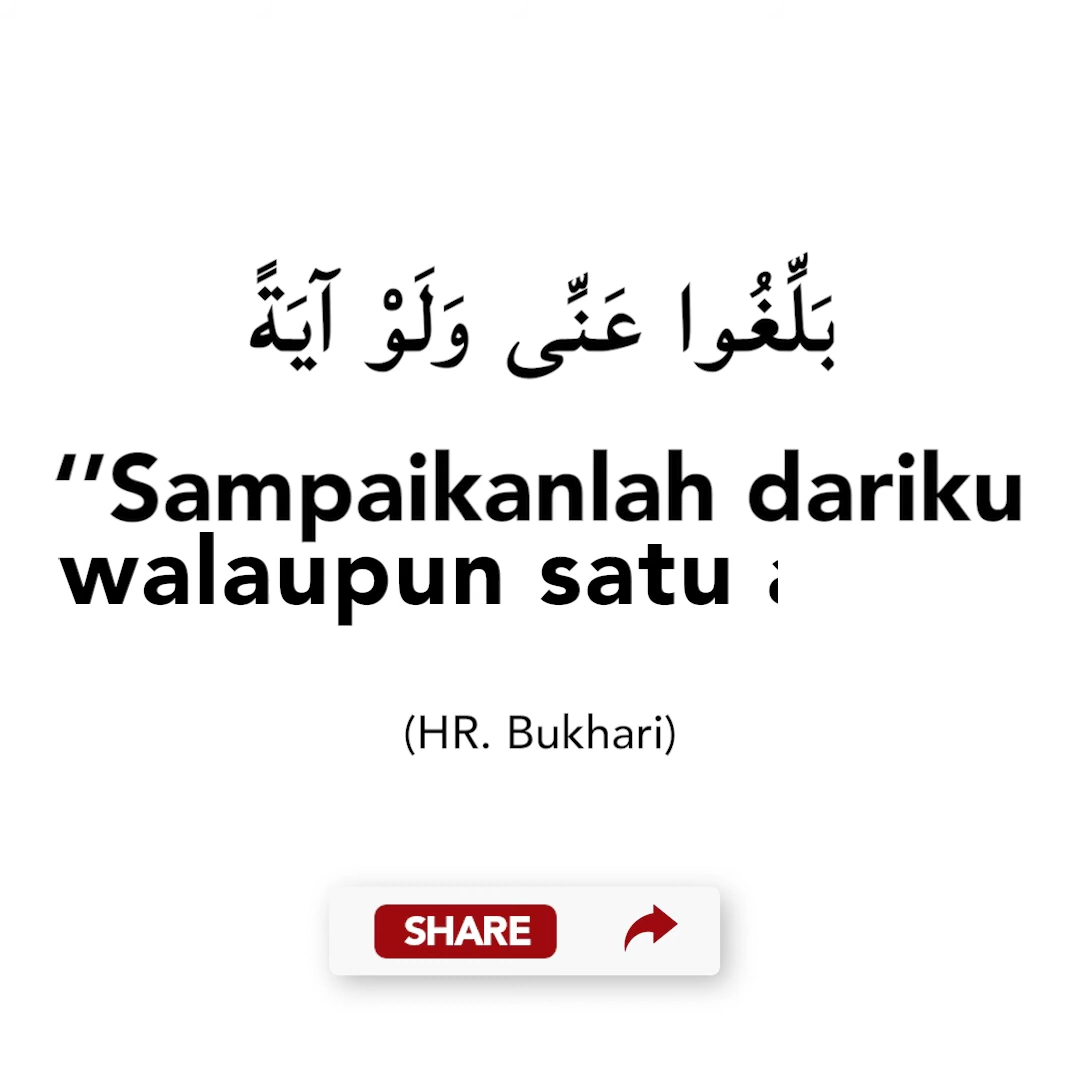 بَلِّغُوا عَنِّى وَلَوْ آيَةً
‘‘Sampaikanlah dariku
walaupun satu
(HR. Bukhari)
SHARE